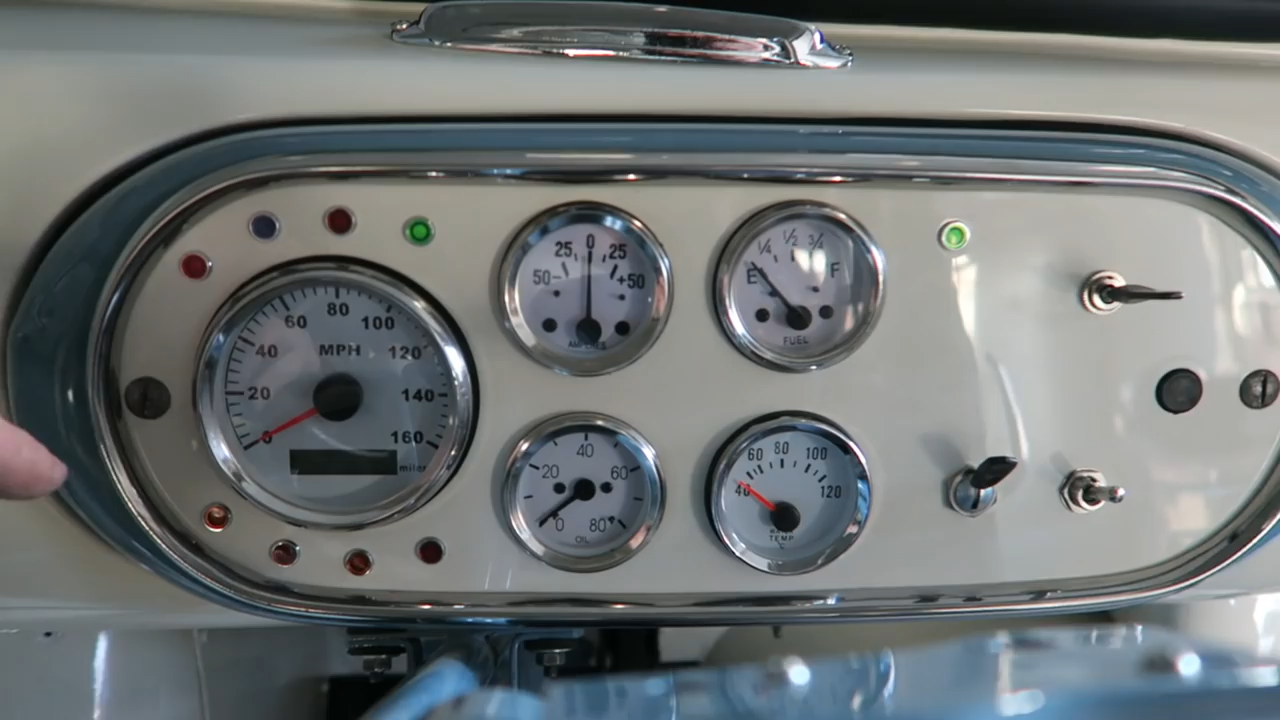 20 40 60 80 100 120 140 160
MPH
0
miles
50– 25 0 25 +50
AMPERES
E ¼ ½ ¾ F
FUEL
0 20 40 60 80
OIL
40 60 80 100 120
WATER
TEMP
°C